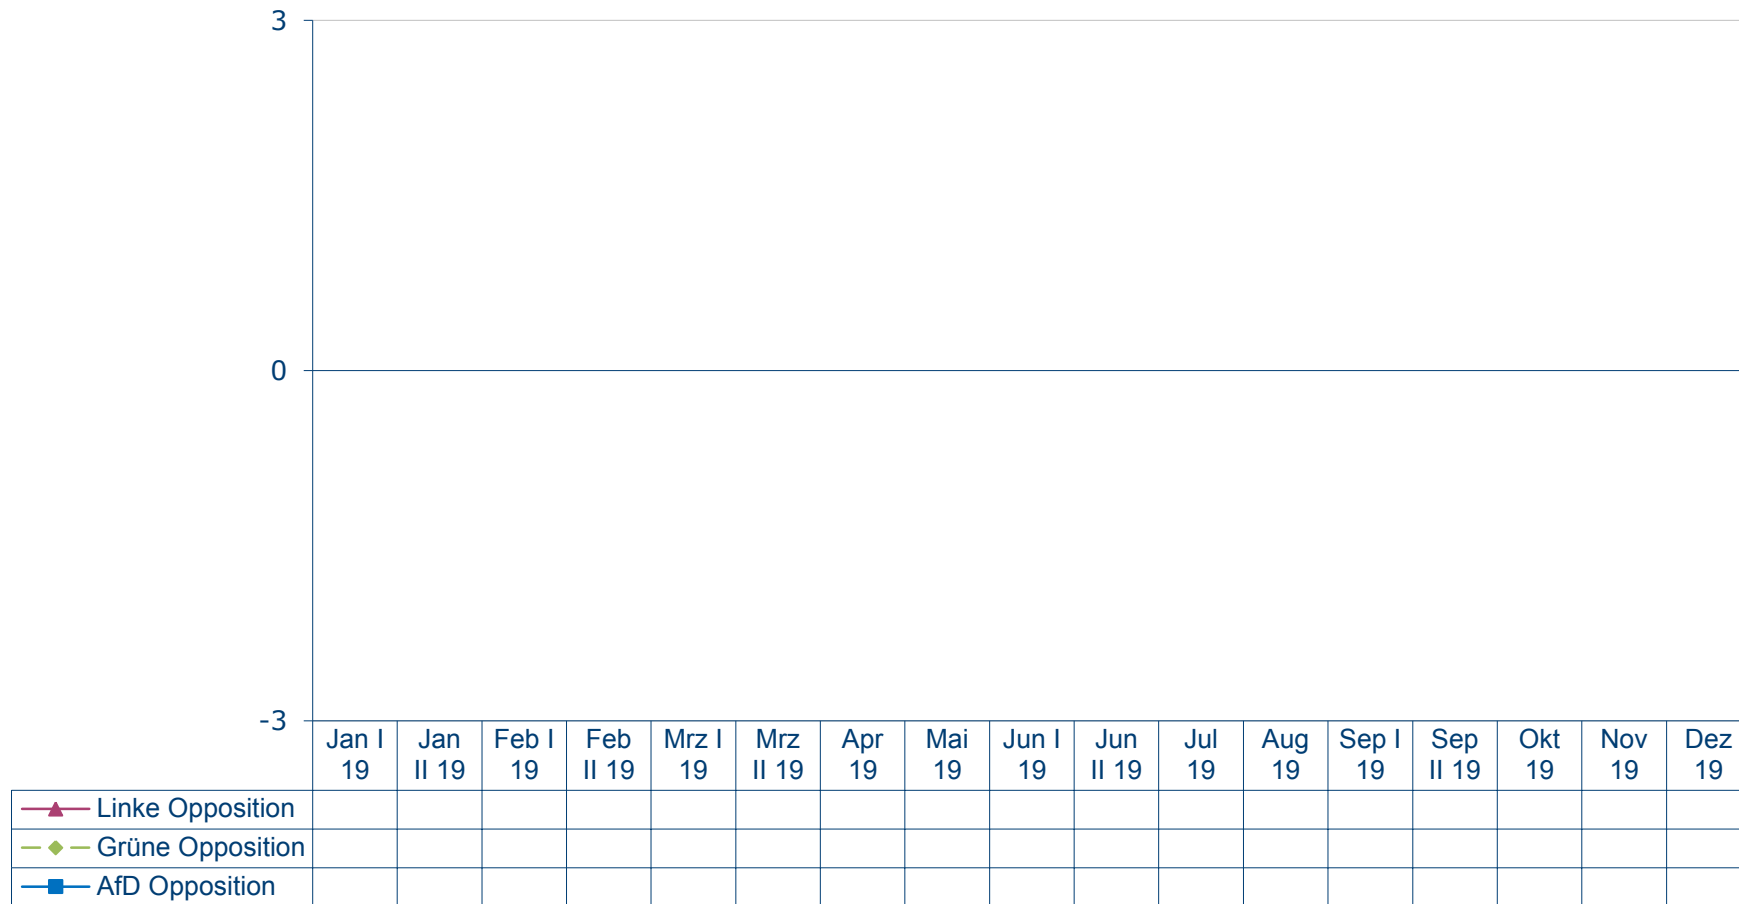 3
0
-3
Jan I 19
Jan II 19
Feb I 19
Feb II 19
Mrz I 19
Mrz II 19
Apr 19
Mai 19
Jun I 19
Jun II 19
Jul 19
Aug 19
Sep I 19
Sep II 19
Okt 19
Nov 19
Dez 19
Linke Opposition
Grüne Opposition
AfD Opposition